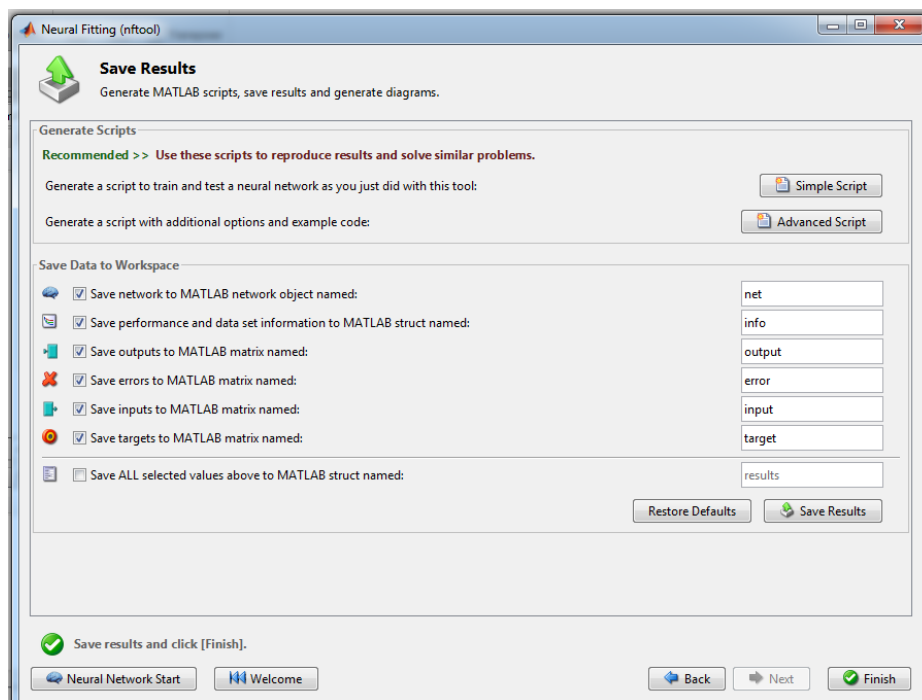 Neural Fitting (nftool)
Save Results
Generate MATLAB scripts, save results and generate diagrams.
Generate Scripts
Recommended >> Use these scripts to reproduce results and solve similar problems.
Generate a script to train and test a neural network as you just did with this tool:
Simple Script
Generate a script with additional options and example code:
Advanced Script
Save Data to Workspace
Save network to MATLAB network object named:
net
Save performance and data set information to MATLAB struct named:
info
Save outputs to MATLAB matrix named:
output
Save errors to MATLAB matrix named:
error
Save inputs to MATLAB matrix named:
input
Save targets to MATLAB matrix named:
target
Save ALL selected values above to MATLAB struct named:
results
Restore Defaults
Save Results
Save results and click [Finish].
Neural Network Start
Welcome
Back
Next
Finish